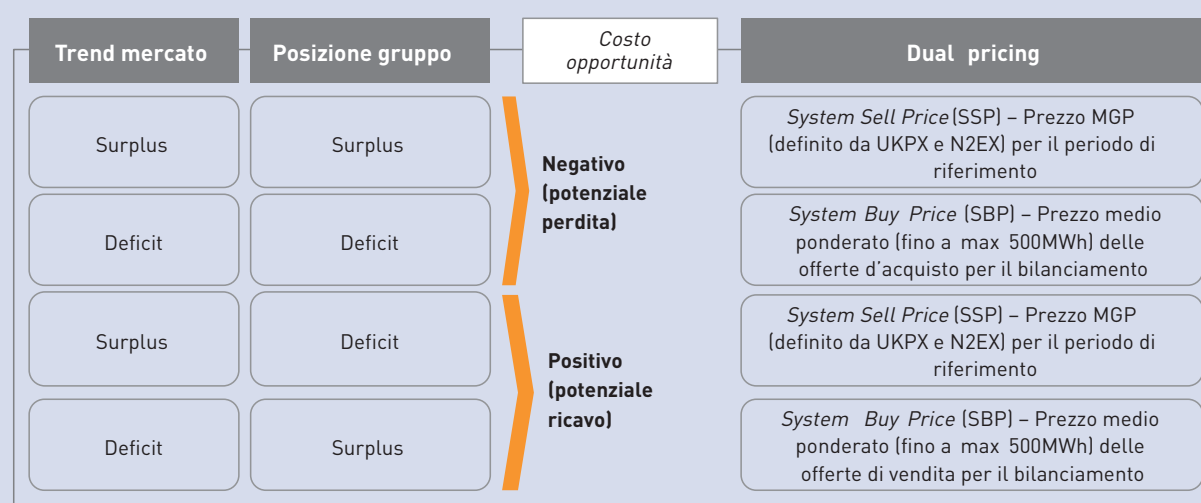 Trend mercato
Posizione gruppo
Costo
opportunità
Dual pricing
Surplus
Surplus
System Sell Price (SSP) – Prezzo MGP
(definito da UKPX e N2EX) per il periodo di
riferimento
Negativo
(potenziale
perdita)
Deficit
Deficit
System Buy Price (SBP) – Prezzo medio
ponderato (fino a max 500MWh) delle
offerte d'acquisto per il bilanciamento
Surplus
Deficit
System Sell Price (SSP) – Prezzo MGP
(definito da UKPX e N2EX) per il periodo di
riferimento
Positivo
(potenziale
ricavo)
Deficit
Surplus
System Buy Price (SBP) – Prezzo medio
ponderato (fino a max 500MWh) delle
offerte di vendita per il bilanciamento